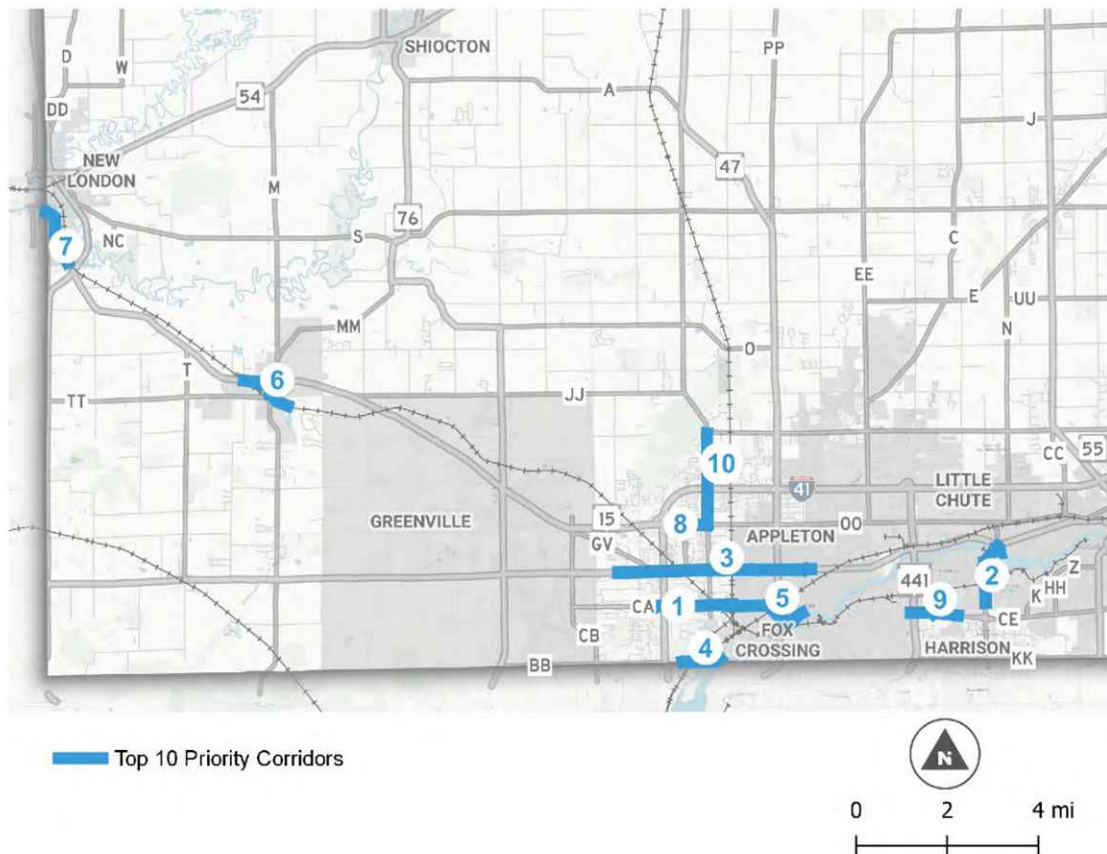 SHIOCTON
D
W
PP
54
A
DD
J
NEW
LONDON
47
M
76
NC
S
C
7
EE
E
UU
MM
N
O
6
T
TT
JJ
10
CC
55
LITTLE
CHUTE
41
15
GREENVILLE
8
OO
APPLETON
GV
3
441
2
Z
HH
K
CA
1
5
9
CE
CB
FOX
CROSSING
4
HARRISON
BB
KK
Top 10 Priority Corridors
N
0 2 4 mi